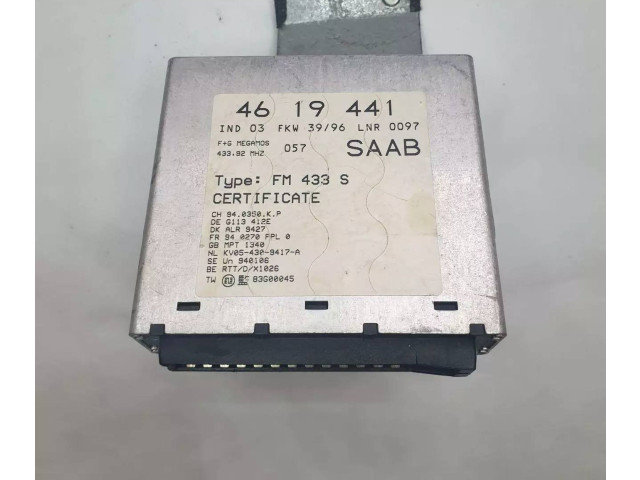 46 19 441
IND 03 FKW 39/96 LNR 0097
F+G MEGAMOS 057 SAAB
433.92 MHZ
Type: FM 433 S
CERTIFICATE
CH 94.0350.K.P
DE G113 412E
DK ALR 9427
FR 94 0270 PPL 0
GB MPT 1340
NL KV05-430-9417-A
SE Un 940106
BE RTT/D/X1026
TW 83G00045